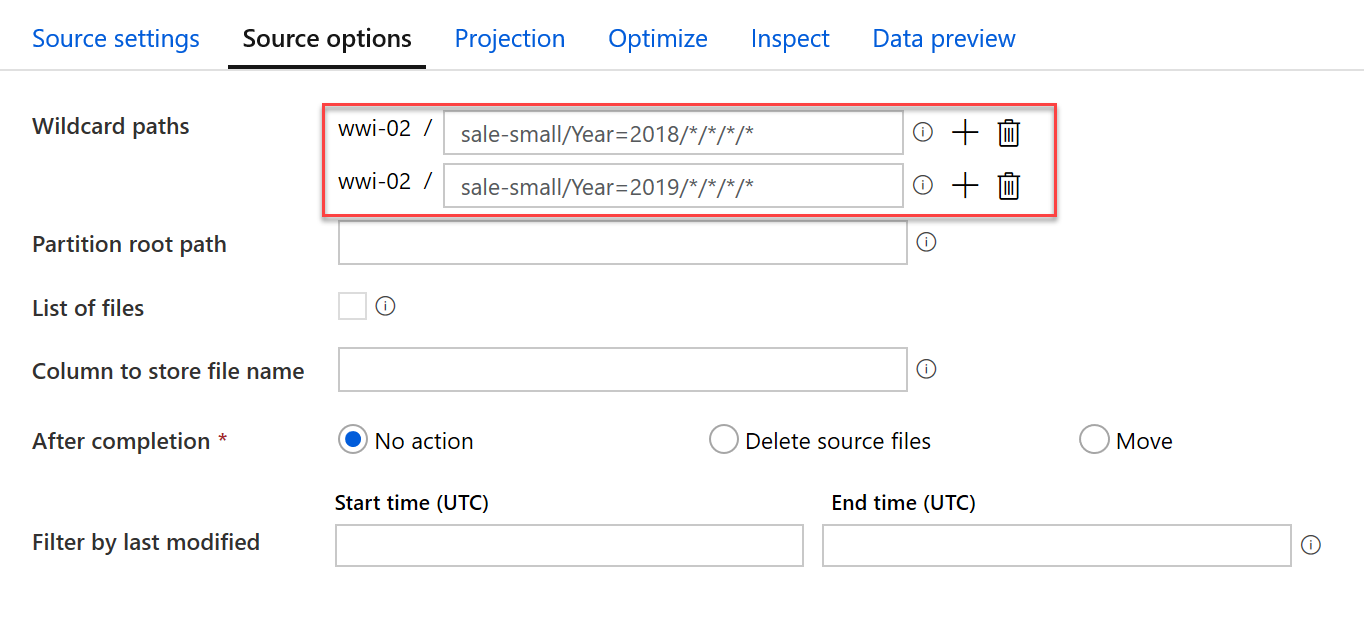 Source settings Source options Projection Optimize Inspect Data preview
Wildcard paths wwi-02 / sale-small/Year=2018/*/*/*/*
wwi-02 / sale-small/Year=2019/*/*/*/*
Partition root path
List of files
Column to store file name
After completion * No action Delete source files Move
Start time (UTC) End time (UTC)
Filter by last modified